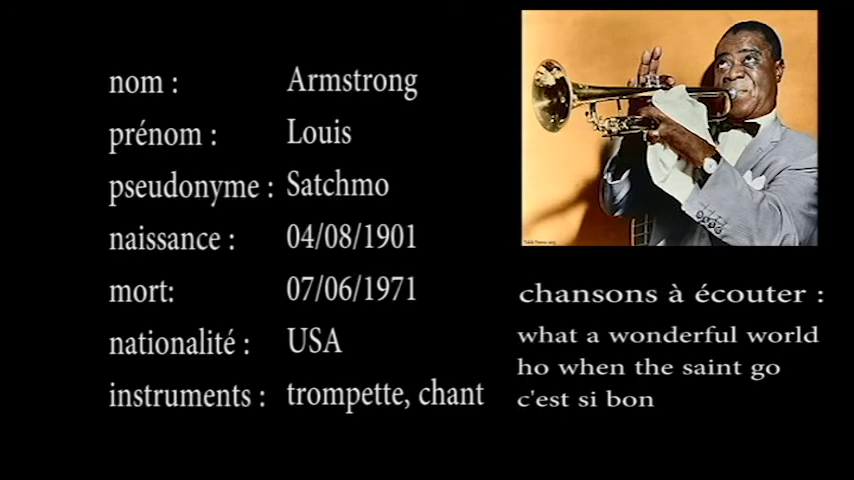 nom : Armstrong
prénom : Louis
pseudonyme : Satchmo
naissance : 04/08/1901
mort: 07/06/1971
nationalité : USA
instruments : trompette, chant
chansons à écouter :
what a wonderful world
ho when the saint go
c'est si bon